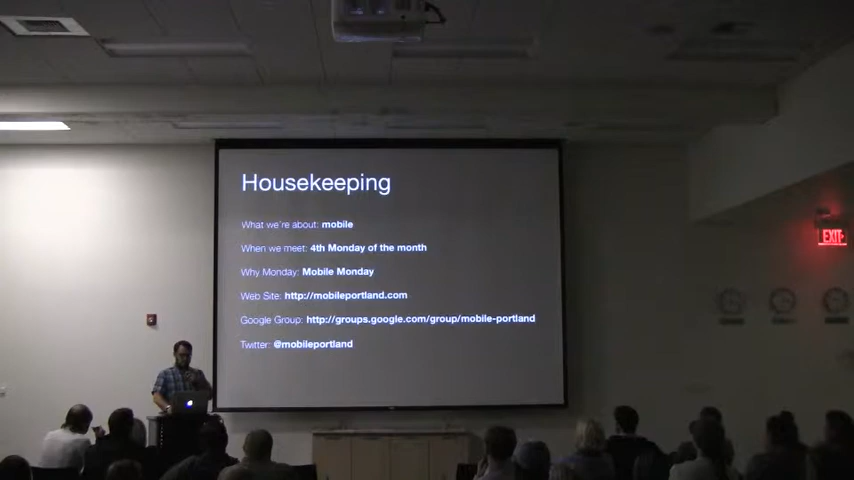 Housekeeping
What we're about: mobile
When we meet: 4th Monday of the month
Why Monday: Mobile Monday
Web Site: http://mobileportland.com
Google Group: http://groups.google.com/group/mobile-portland
Twitter: @mobileportland
EXIT